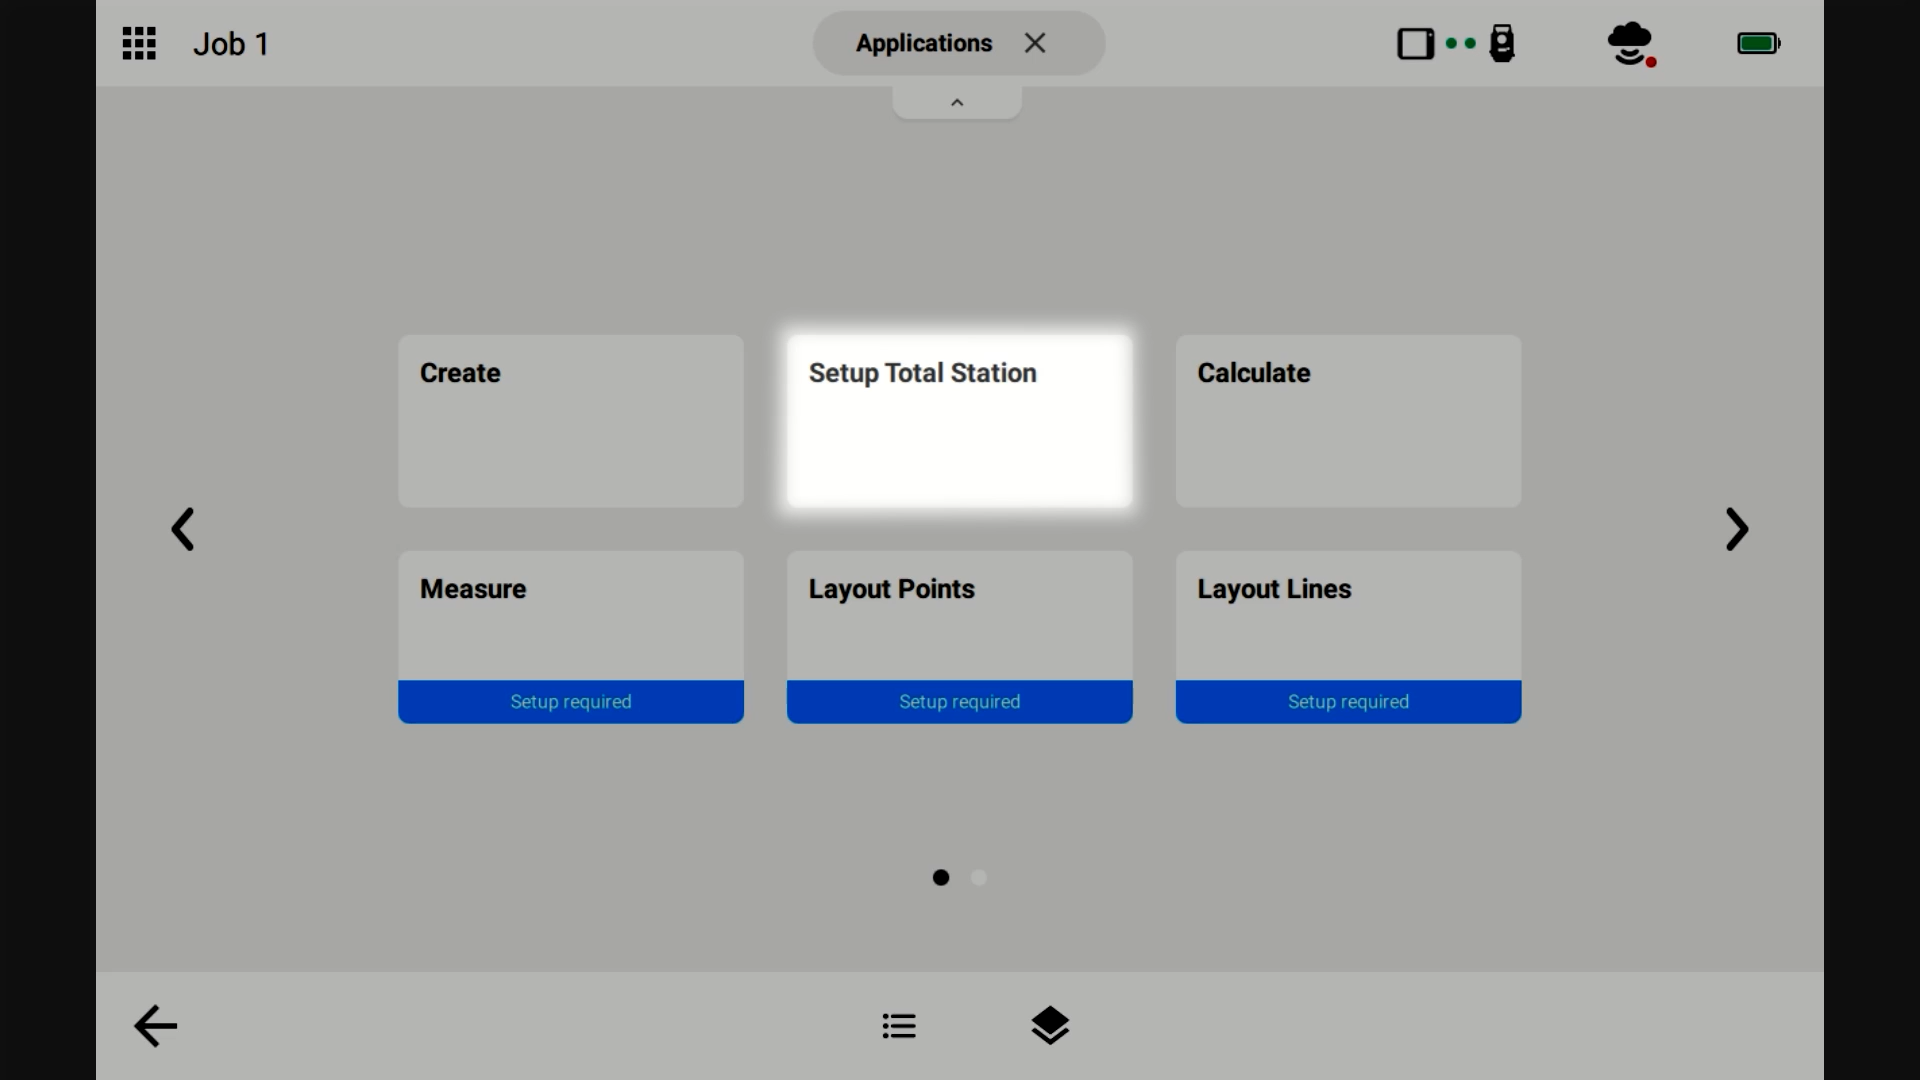 Job 1
Applications
Create
Setup Total Station
Calculate
Measure
Layout Points
Layout Lines
Setup required
Setup required
Setup required